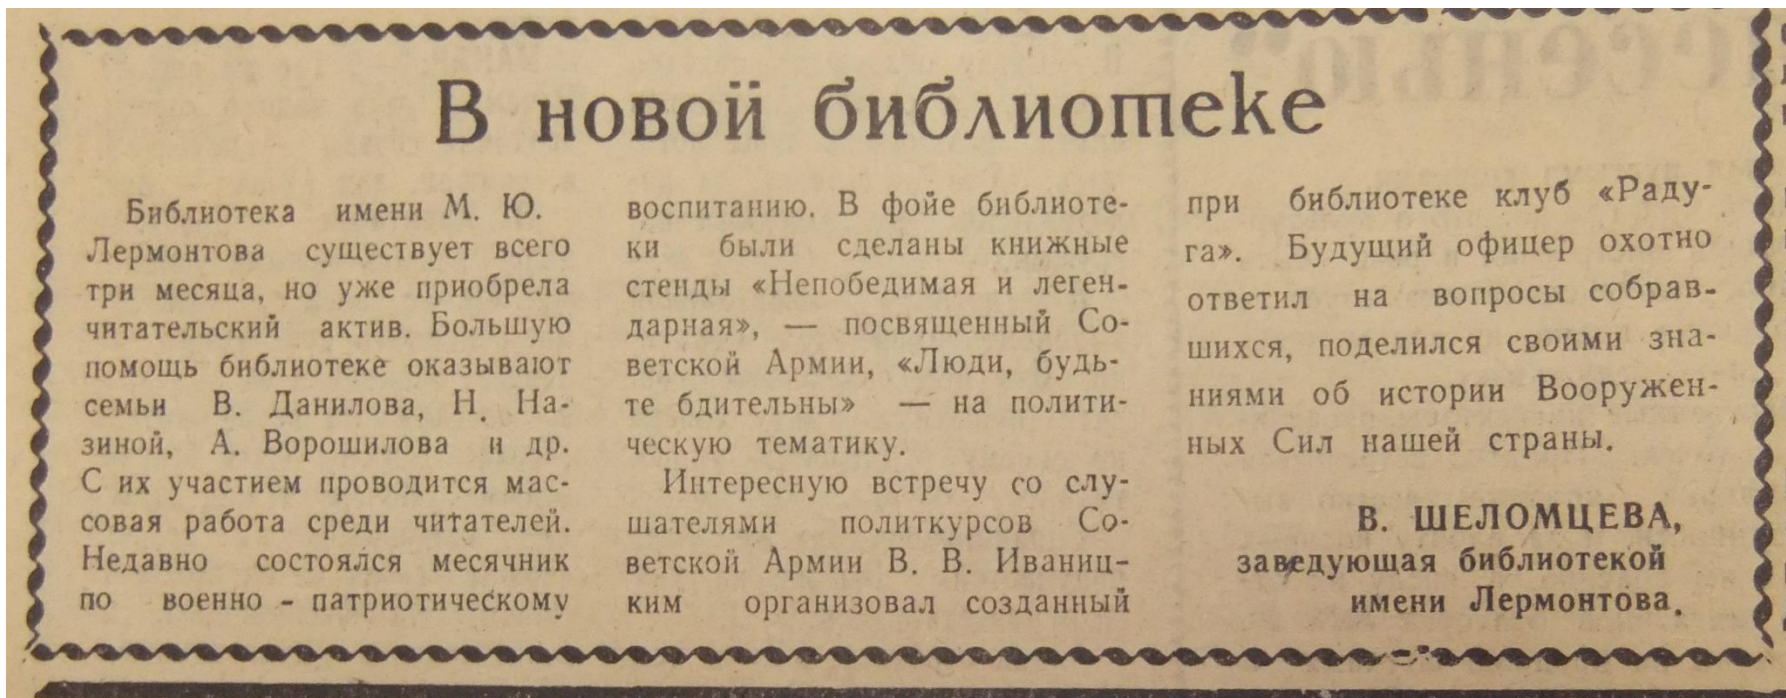 В новой библиотеке
Библиотека имени М. Ю.
Лермонтова существует всего
три месяца, но уже приобрела
читательский актив. Большую
помощь библиотеке оказывают
семьи В. Данилова, Н. На-
зиной, А. Ворошилова и др.
С их участием проводится мас-
совая работа среди читателей.
Недавно состоялся месячник
по военно - патриотическому
воспитанию. В фойе библиоте-
ки были сделаны книжные
стенды «Непобедимая и леген-
дарная», — посвященный Со-
ветской Армии, «Люди, будь-
те бдительны» — на полити-
ческую тематику.
Интересную встречу со слу-
шателями политкурсов Со-
ветской Армии В. В. Иваниц-
ким организовал созданный
при библиотеке клуб «Раду-
га». Будущий офицер охотно
ответил на вопросы собрав-
шихся, поделился своими зна-
ниями об истории Вооружен-
ных Сил нашей страны.
В. ШЕЛОМЦЕВА,
заведующая библиотекой
имени Лермонтова.